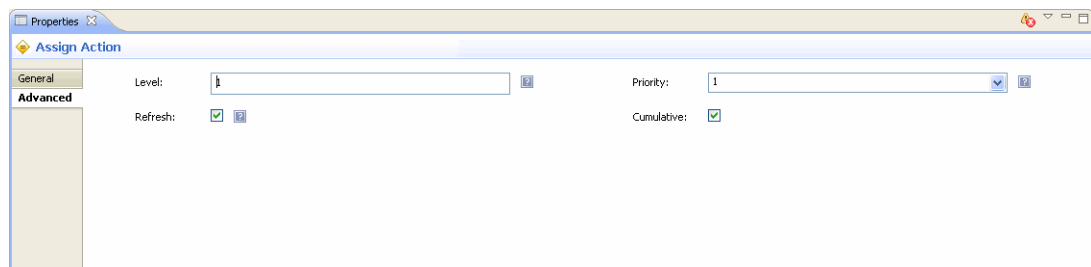 Properties
Assign Action
General
Advanced
Level: 1 Priority: 1
Refresh: Cumulative: